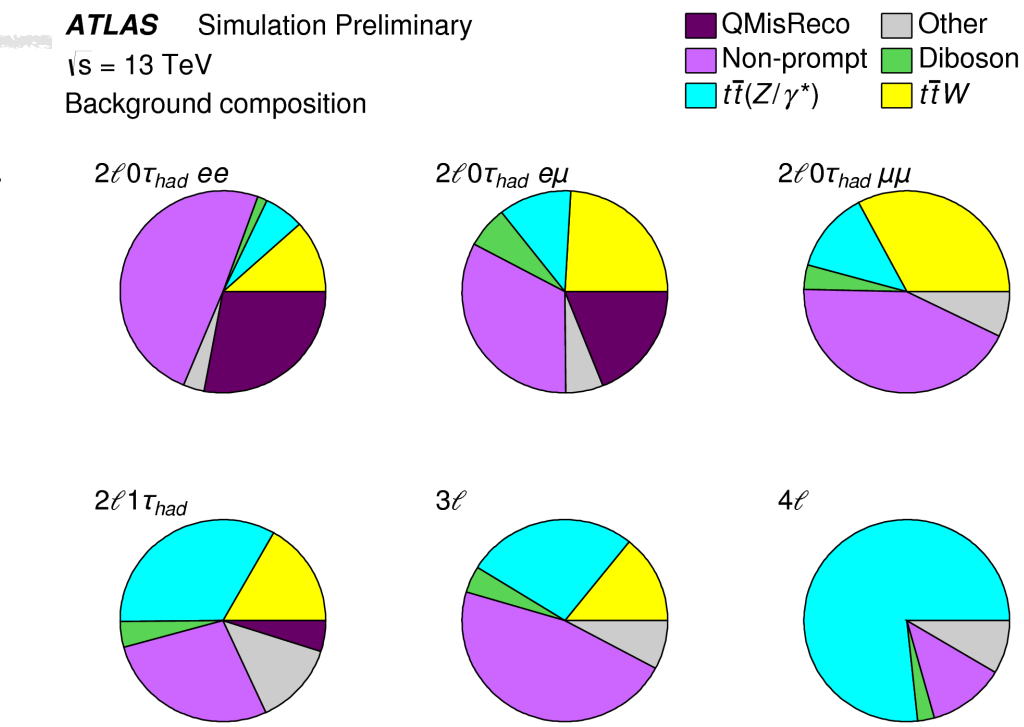 ATLAS Simulation Preliminary
√s = 13 TeV
Background composition
QMisReco
Other
Non-prompt
Diboson
tt̄(Z/γ*)
tt̄W
2ℓ0τhad ee
2ℓ0τhad eμ
2ℓ0τhad μμ
2ℓ1τhad
3ℓ
4ℓ